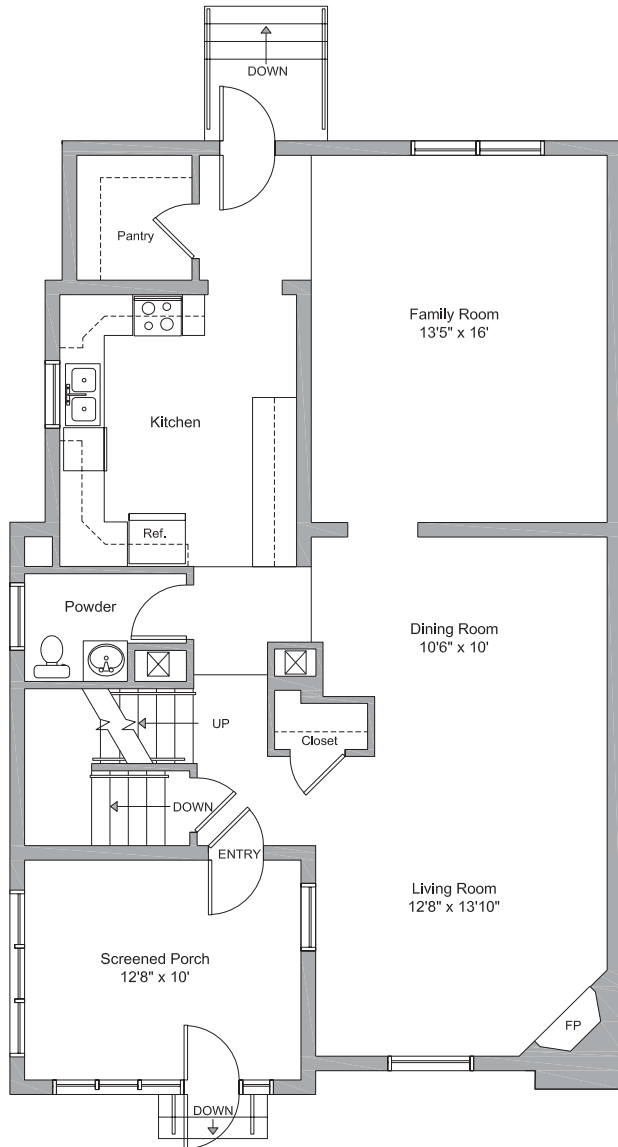 DOWN
Pantry
Family Room
13'5" x 16'
Kitchen
Ref.
Powder
Dining Room
10'6" x 10'
UP
Closet
DOWN
ENTRY
Living Room
12'8" x 13'10"
Screened Porch
12'8" x 10'
FP
DOWN